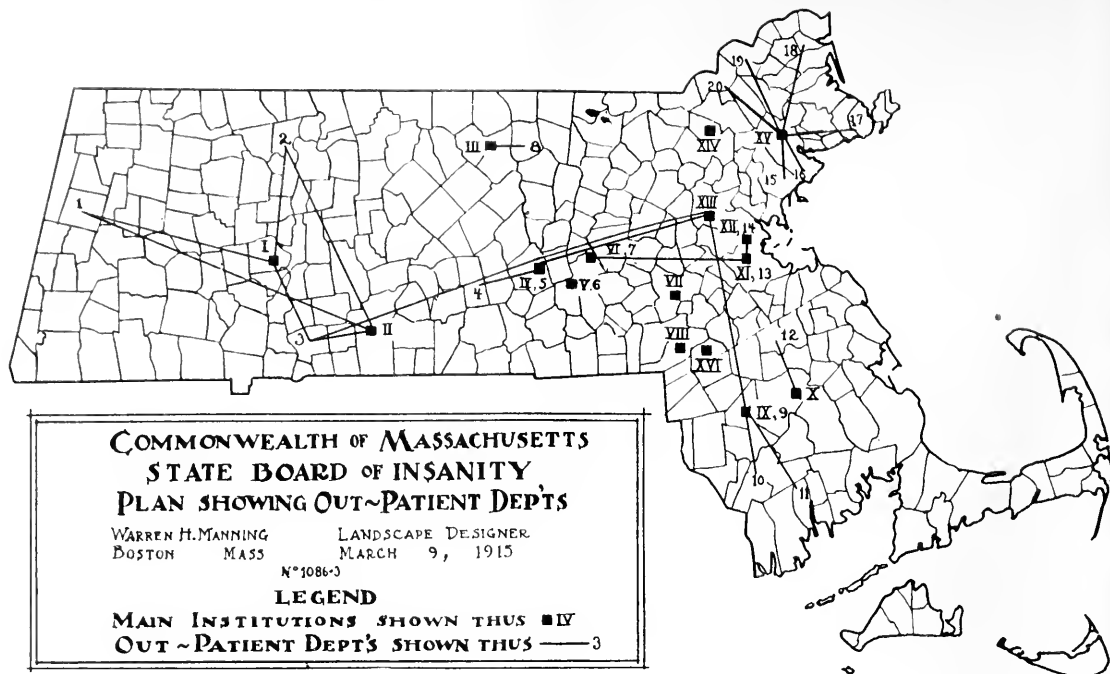 18
19
20
17
XIV
XV
2
III
8
15
16
1
XIII
XII, 14
I
VI, 7
XI, 13
4
IV, 5
V, 6
VII
II
3
VIII
XVI
12
X
IX, 9
10
11
COMMONWEALTH OF MASSACHUSETTS
STATE BOARD OF INSANITY
PLAN SHOWING OUT~PATIENT DEP'TS
WARREN H. MANNING LANDSCAPE DESIGNER
BOSTON MASS MARCH 9, 1915
Nº 1086-3
LEGEND
MAIN INSTITUTIONS SHOWN THUS ■ IV
OUT~PATIENT DEPT'S SHOWN THUS —— 3